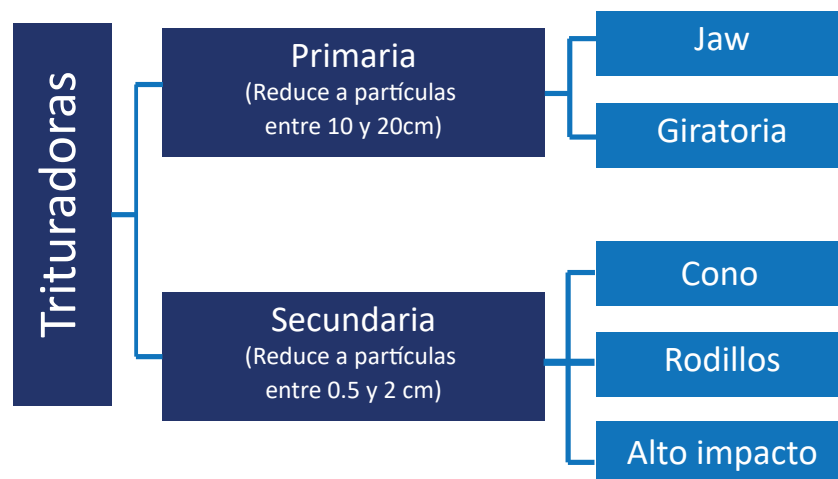 Trituradoras
Primaria
(Reduce a partículas
entre 10 y 20cm)
Jaw
Giratoria
Secundaria
(Reduce a partículas
entre 0.5 y 2 cm)
Cono
Rodillos
Alto impacto